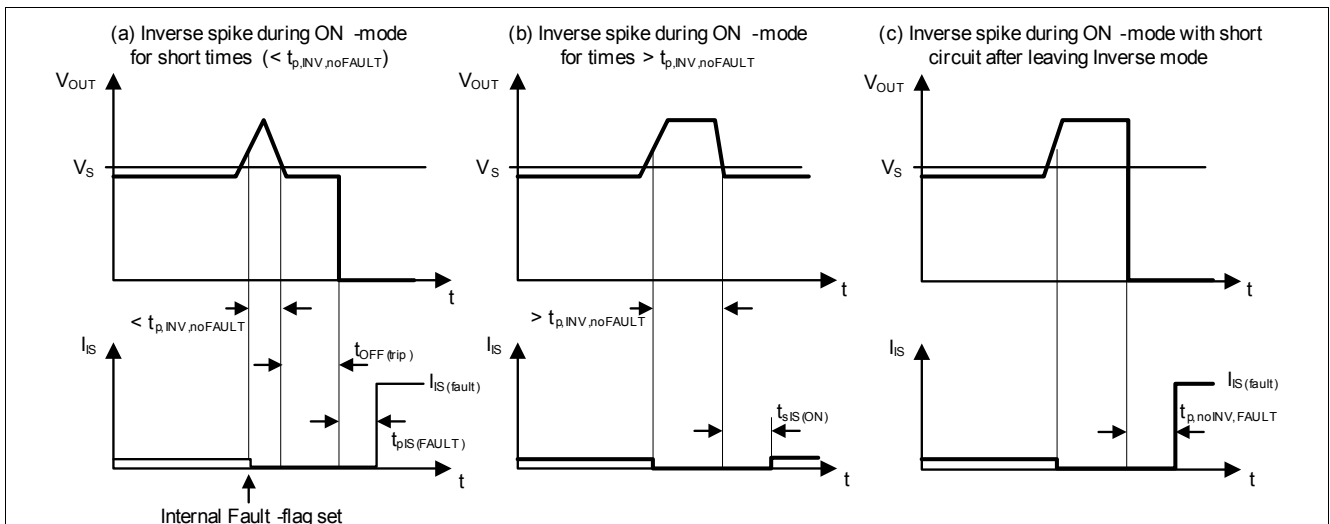 (a) Inverse spike during ON -mode
for short times (< tp,INV,noFAULT)
VOUT
VS
t
< tp,INV,noFAULT
IIS
tOFF(trip)
IIS(fault)
tpIS(FAULT)
t
Internal Fault -flag set
(b) Inverse spike during ON -mode
for times > tp,INV,noFAULT
VOUT
VS
t
> tp,INV,noFAULT
IIS
tsIS(ON)
t
(c) Inverse spike during ON -mode with short
circuit after leaving Inverse mode
VOUT
VS
t
IIS
IIS(fault)
tp,noINV,FAULT
t